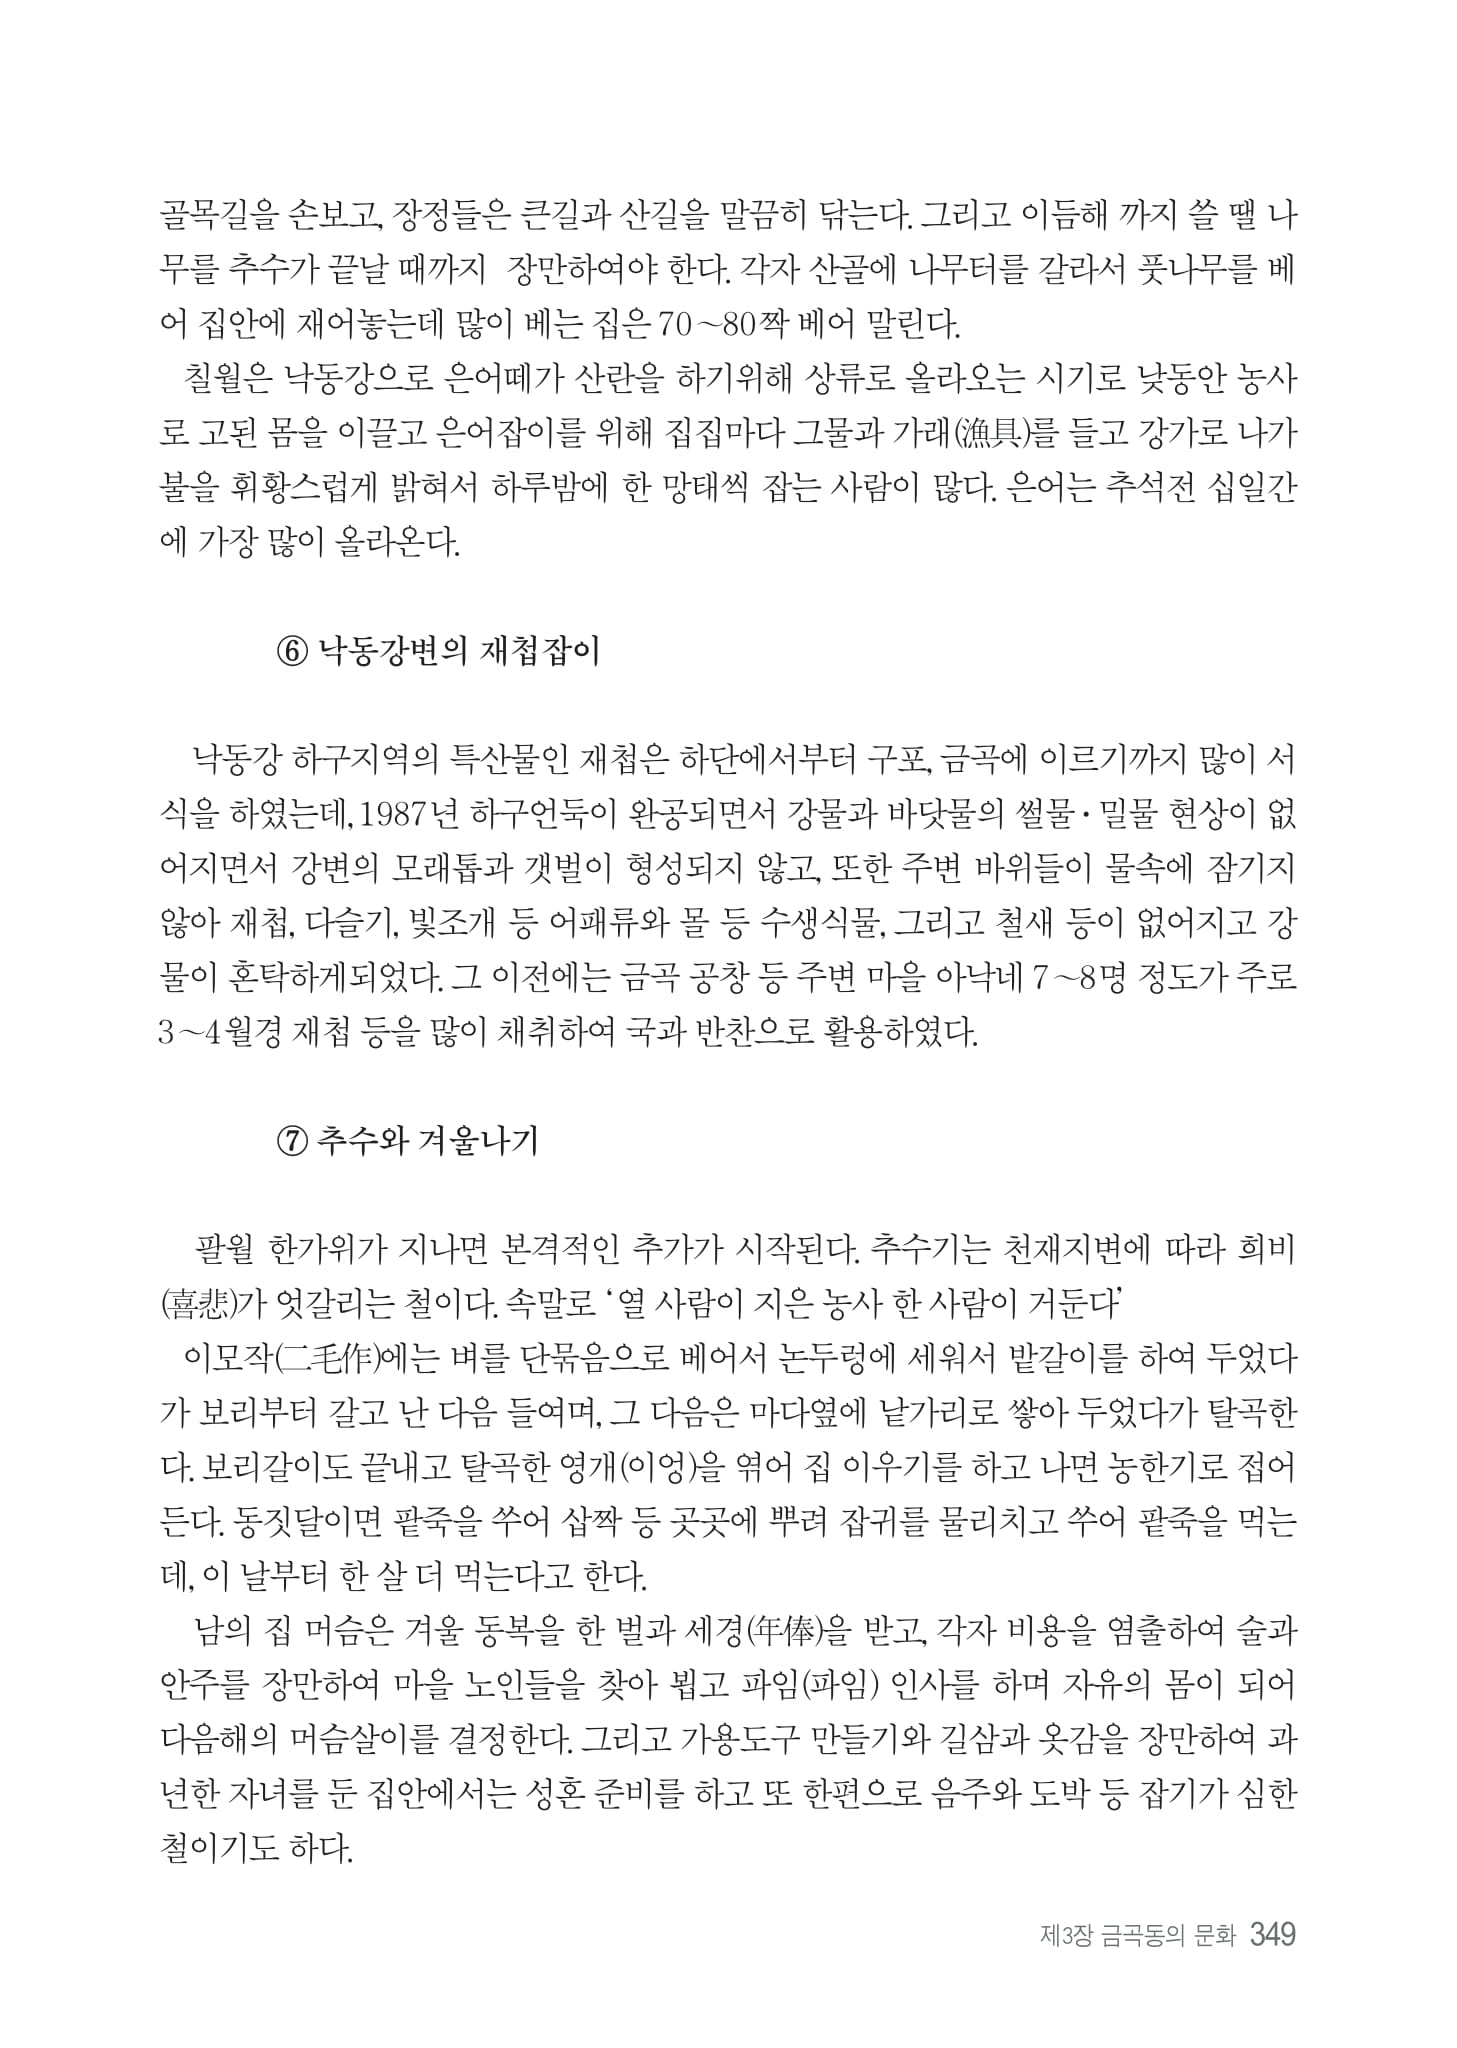 골목길을 손보고, 장정들은 큰길과 산길을 말끔히 닦는다. 그리고 이듬해 까지 쓸 땔 나
무를 추수가 끝날 때까지 장만하여야 한다. 각자 산골에 나무터를 갈라서 풋나무를 베
어 집안에 재어놓는데 많이 베는 집은 70～80짝 베어 말린다.
칠월은 낙동강으로 은어떼가 산란을 하기위해 상류로 올라오는 시기로 낮동안 농사
로 고된 몸을 이끌고 은어잡이를 위해 집집마다 그물과 가래(漁具)를 들고 강가로 나가
불을 휘황스럽게 밝혀서 하루밤에 한 망태씩 잡는 사람이 많다. 은어는 추석전 십일간
에 가장 많이 올라온다.
⑥ 낙동강변의 재첩잡이
낙동강 하구지역의 특산물인 재첩은 하단에서부터 구포, 금곡에 이르기까지 많이 서
식을 하였는데, 1987년 하구언둑이 완공되면서 강물과 바닷물의 썰물·밀물 현상이 없
어지면서 강변의 모래톱과 갯벌이 형성되지 않고, 또한 주변 바위들이 물속에 잠기지
않아 재첩, 다슬기, 빛조개 등 어패류와 몰 등 수생식물, 그리고 철새 등이 없어지고 강
물이 혼탁하게되었다. 그 이전에는 금곡 공창 등 주변 마을 아낙네 7～8명 정도가 주로
3～4월경 재첩 등을 많이 채취하여 국과 반찬으로 활용하였다.
⑦ 추수와 겨울나기
팔월 한가위가 지나면 본격적인 추가가 시작된다. 추수기는 천재지변에 따라 희비
(喜悲)가 엇갈리는 철이다. 속말로 ‘열 사람이 지은 농사 한 사람이 거둔다’
이모작(二毛作)에는 벼를 단묶음으로 베어서 논두렁에 세워서 밭갈이를 하여 두었다
가 보리부터 갈고 난 다음 들여며, 그 다음은 마다옆에 낱가리로 쌓아 두었다가 탈곡한
다. 보리갈이도 끝내고 탈곡한 영개(이엉)을 엮어 집 이우기를 하고 나면 농한기로 접어
든다. 동짓달이면 팥죽을 쑤어 삽짝 등 곳곳에 뿌려 잡귀를 물리치고 쑤어 팥죽을 먹는
데, 이 날부터 한 살 더 먹는다고 한다.
남의 집 머슴은 겨울 동복을 한 벌과 세경(年俸)을 받고, 각자 비용을 염출하여 술과
안주를 장만하여 마을 노인들을 찾아 뵙고 파임(파임) 인사를 하며 자유의 몸이 되어
다음해의 머슴살이를 결정한다. 그리고 가용도구 만들기와 길삼과 옷감을 장만하여 과
년한 자녀를 둔 집안에서는 성혼 준비를 하고 또 한편으로 음주와 도박 등 잡기가 심한
철이기도 하다.
제3장 금곡동의 문화 349